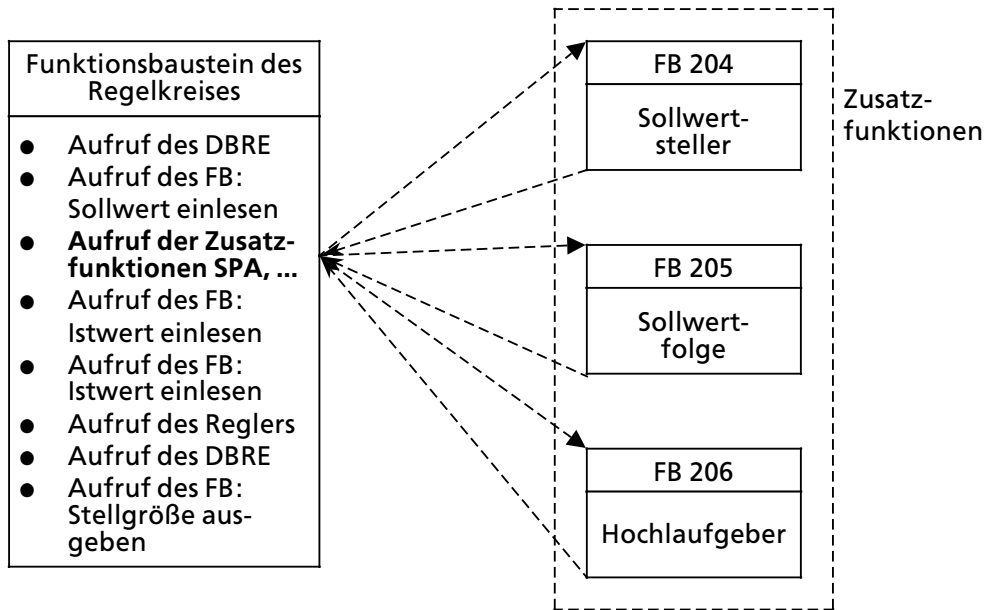 Funktionsbaustein des
Regelkreises
● Aufruf des DBRE
● Aufruf des FB:
Sollwert einlesen
● Aufruf der Zusatz-
funktionen SPA, ...
● Aufruf des FB:
Istwert einlesen
● Aufruf des FB:
Istwert einlesen
● Aufruf des Reglers
● Aufruf des DBRE
● Aufruf des FB:
Stellgröße aus-
geben
FB 204
Sollwert-
steller
FB 205
Sollwert-
folge
FB 206
Hochlaufgeber
Zusatz-
funktionen